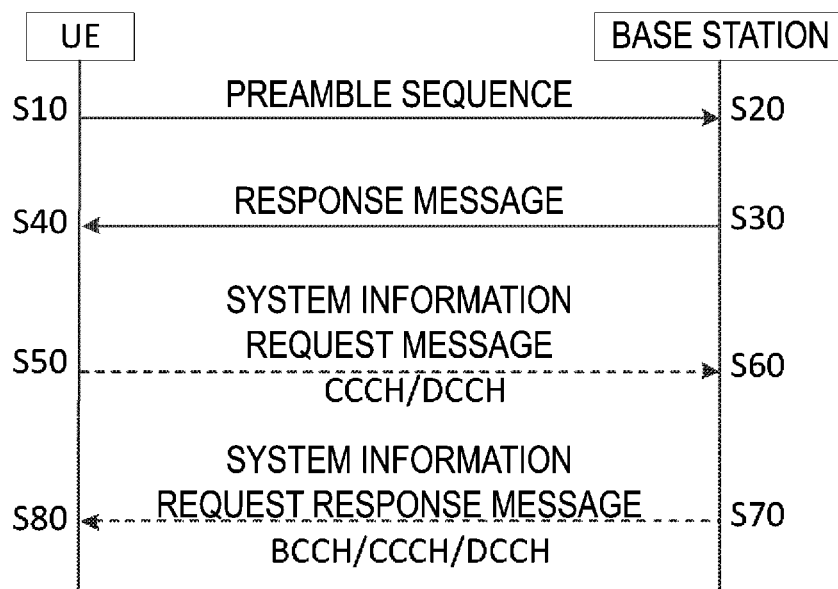 UE
BASE STATION
S10
PREAMBLE SEQUENCE
S20
S40
RESPONSE MESSAGE
S30
SYSTEM INFORMATION
REQUEST MESSAGE
S50
S60
CCCH/DCCH
SYSTEM INFORMATION
REQUEST RESPONSE MESSAGE
S80
S70
BCCH/CCCH/DCCH